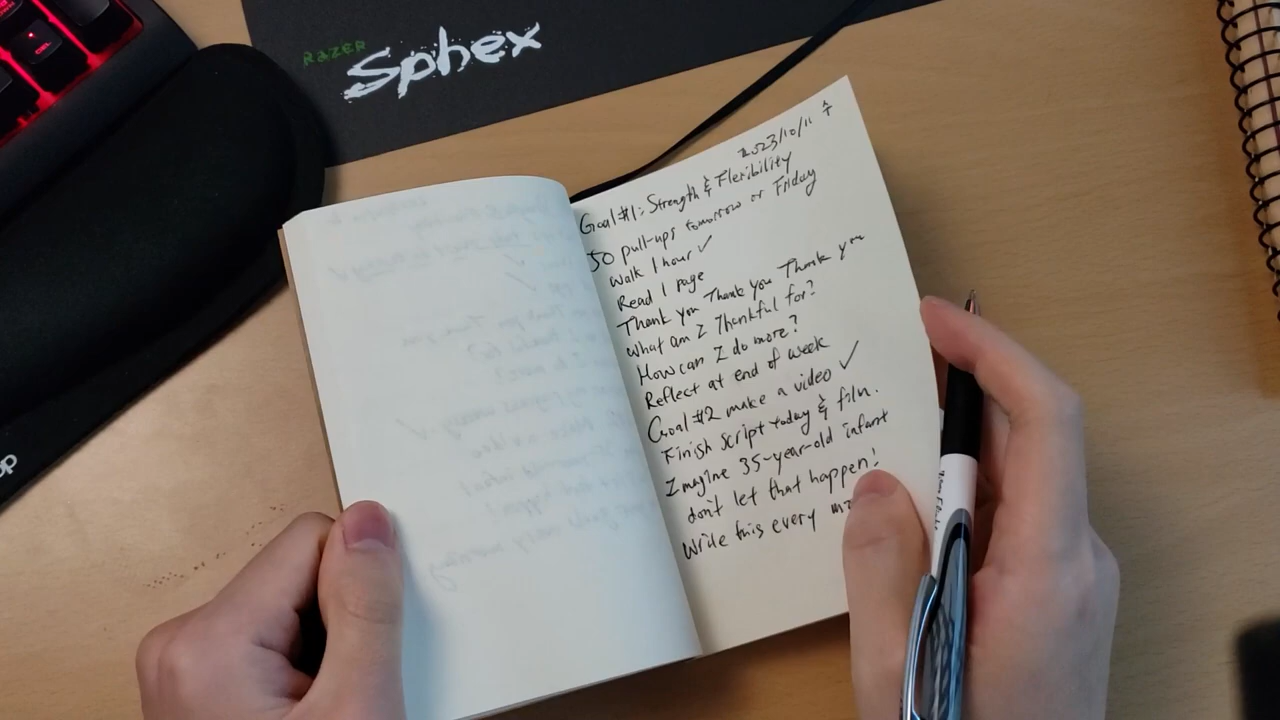 RAZER
Sphex
2023/10/11
Goal #1: Strength & Flexibility
50 pull-ups tomorrow or Friday
Walk 1 hour ✓
Read 1 page
Thank you Thank you Thank you
What am I Thankful for?
How can I do more?
Reflect at end of week
Goal #2 make a video ✓
Finish script today & film.
Imagine 35-year-old infant
don't let that happen!
Write this every